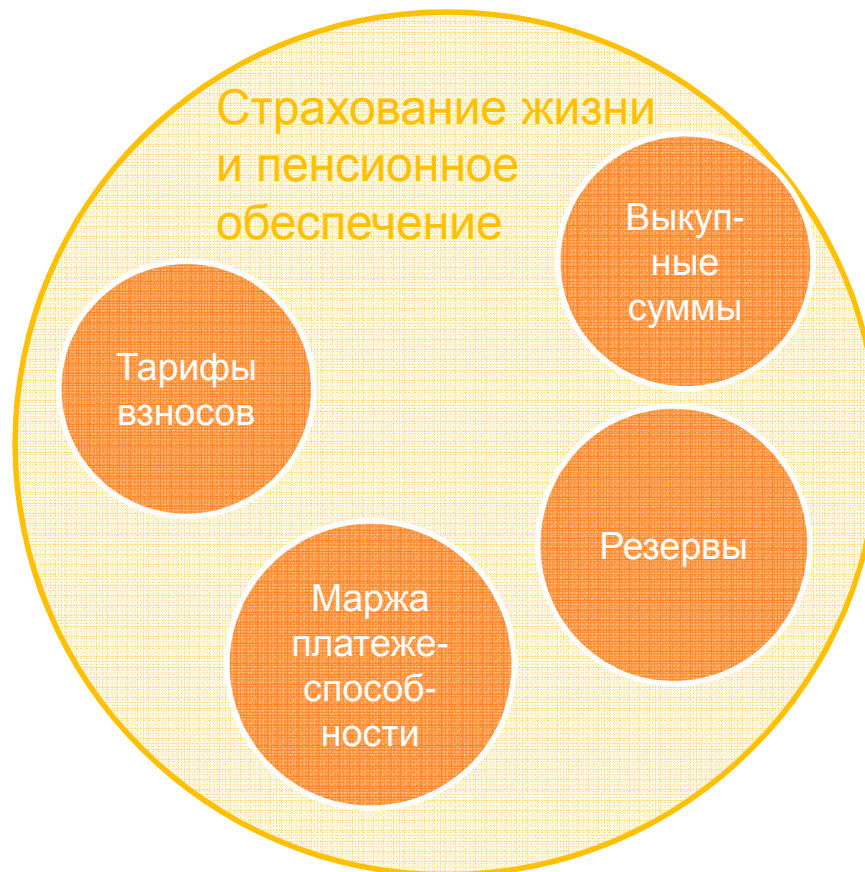 Страхование жизни
и пенсионное
обеспечение
Выкуп-
ные
суммы
Тарифы
взносов
Резервы
Маржа
платеже-
способ-
ности